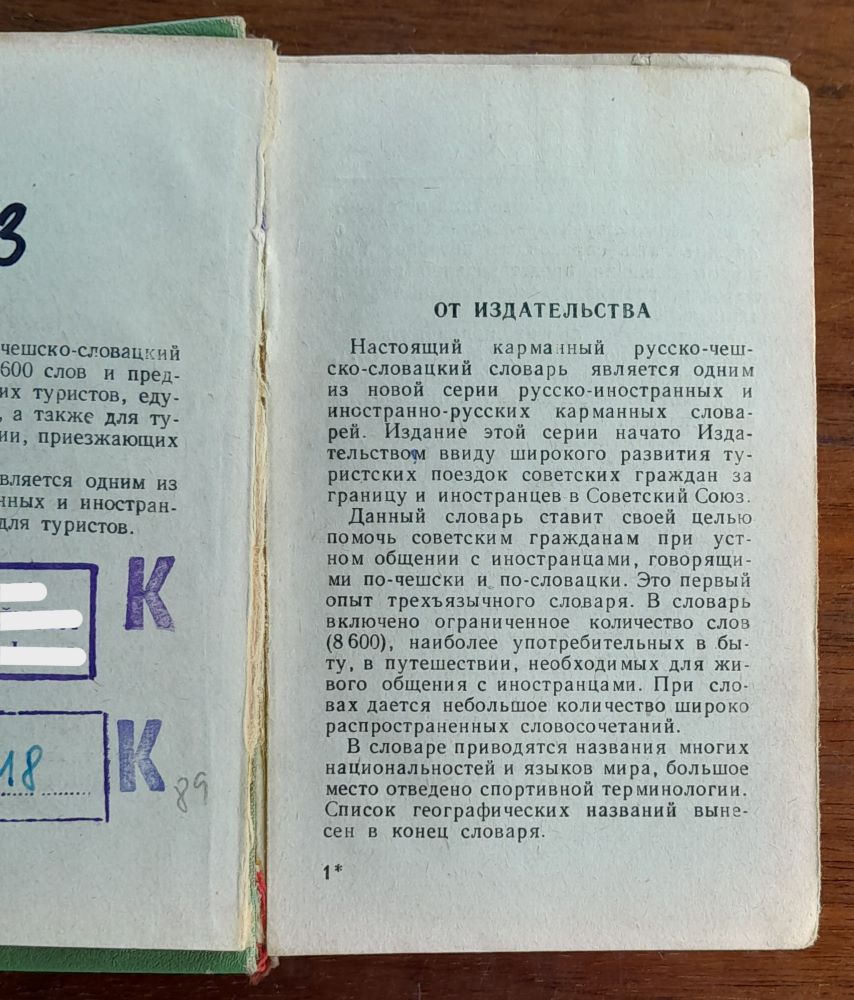 3
чешско-словацкий
600 слов и пред-
их туристов, еду-
, а также для ту-
ии, приезжающих
вляется одним из
нных и иностран-
для туристов.
К
18
К
89
ОТ ИЗДАТЕЛЬСТВА
Настоящий карманный русско-чеш-
ско-словацкий словарь является одним
из новой серии русско-иностранных и
иностранно-русских карманных слова-
рей. Издание этой серии начато Изда-
тельством ввиду широкого развития ту-
ристских поездок советских граждан за
границу и иностранцев в Советский Союз.
Данный словарь ставит своей целью
помочь советским гражданам при уст-
ном общении с иностранцами, говорящи-
ми по-чешски и по-словацки. Это первый
опыт трехъязычного словаря. В словарь
включено ограниченное количество слов
(8 600), наиболее употребительных в бы-
ту, в путешествии, необходимых для жи-
вого общения с иностранцами. При сло-
вах дается небольшое количество широко
распространенных словосочетаний.
В словаре приводятся названия многих
национальностей и языков мира, большое
место отведено спортивной терминологии.
Список географических названий выне-
сен в конец словаря.
1*